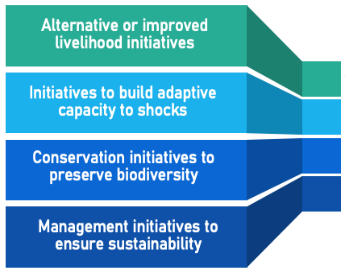 Alternative or improved
livelihood initiatives
Initiatives to build adaptive
capacity to shocks
Conservation initiatives to
preserve biodiversity
Management initiatives to
ensure sustainability